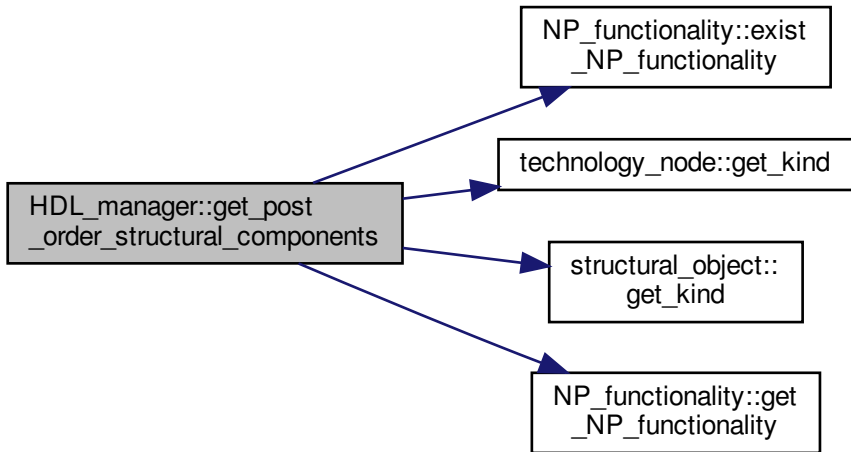 NP_functionality::exist
_NP_functionality
technology_node::get_kind
HDL_manager::get_post
_order_structural_components
structural_object::
get_kind
NP_functionality::get
_NP_functionality